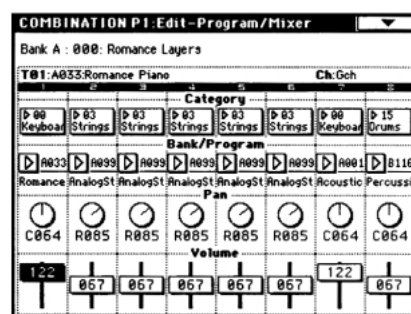 COMBINATION P1:Edit-Program/Mixer
Bank A : 000: Romance Layers
T01:A033:Romance Piano Ch:Gch
1 2 3 4 5 6 7 8
Category
00 03 03 03 03 03 00 15
Keyboar Strings Strings Strings Strings Strings Keyboar Drums
Bank/Program
A033 A099 A099 A099 A099 A099 A001 B116
Romance AnalogSt AnalogSt AnalogSt AnalogSt AnalogSt Acoustic Percussi
Pan
C064 R085 R085 R085 R085 R085 C064 C064
Volume
122 067 067 067 067 067 122 067